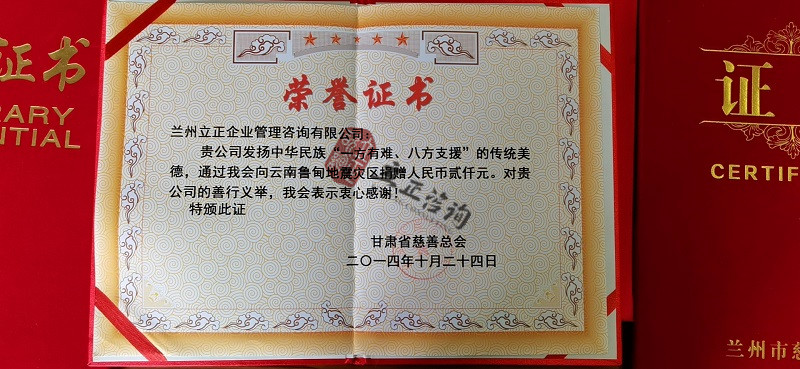 证书
RARY
NTIAL
荣誉证书
兰州立正企业管理咨询有限公司：
贵公司发扬中华民族“一方有难、八方支援”的传统美
德，通过我会向云南鲁甸地震灾区捐赠人民币贰仟元。对贵
公司的善行义举，我会表示衷心感谢！
特颁此证
甘肃省慈善总会
二〇一四年十月二十四日
立正咨询
证
CERTIF
兰州市慈